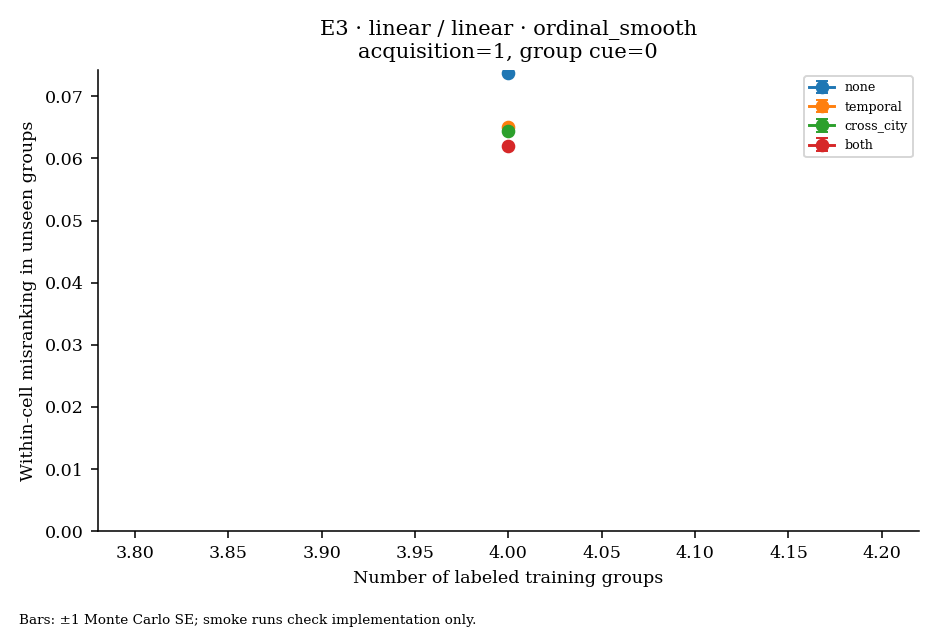 E3 · linear / linear · ordinal_smooth
acquisition=1, group cue=0
Within-cell misranking in unseen groups
0.07
0.06
0.05
0.04
0.03
0.02
0.01
0.00
none
temporal
cross_city
both
3.80 3.85 3.90 3.95 4.00 4.05 4.10 4.15 4.20
Number of labeled training groups
Bars: ±1 Monte Carlo SE; smoke runs check implementation only.